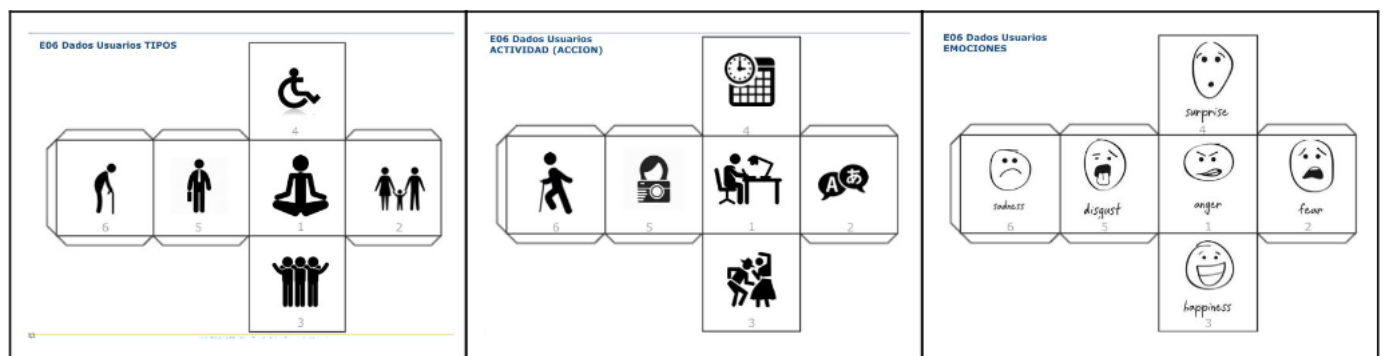 E06 Dados Usuarios TIPOS
4
6
5
1
2
3
E06 Dados Usuarios
ACTIVIDAD (ACCION)
4
6
5
1
2
A あ
3
E06 Dados Usuarios
EMOCIONES
surprise
4
sadness
6
disgust
5
anger
1
fear
2
happiness
3